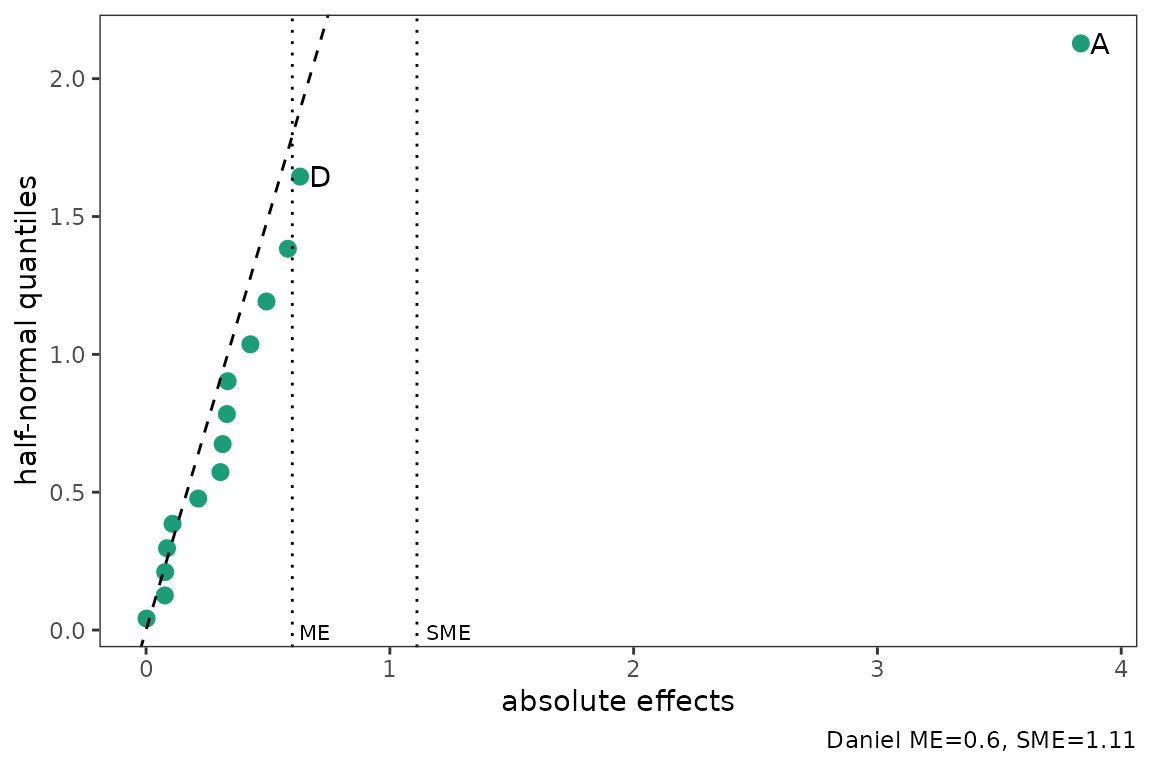 A
2.0
D
1.5
1.0
0.5
0.0
half-normal quantiles
ME
SME
0 1 2 3 4
absolute effects
Daniel ME=0.6, SME=1.11